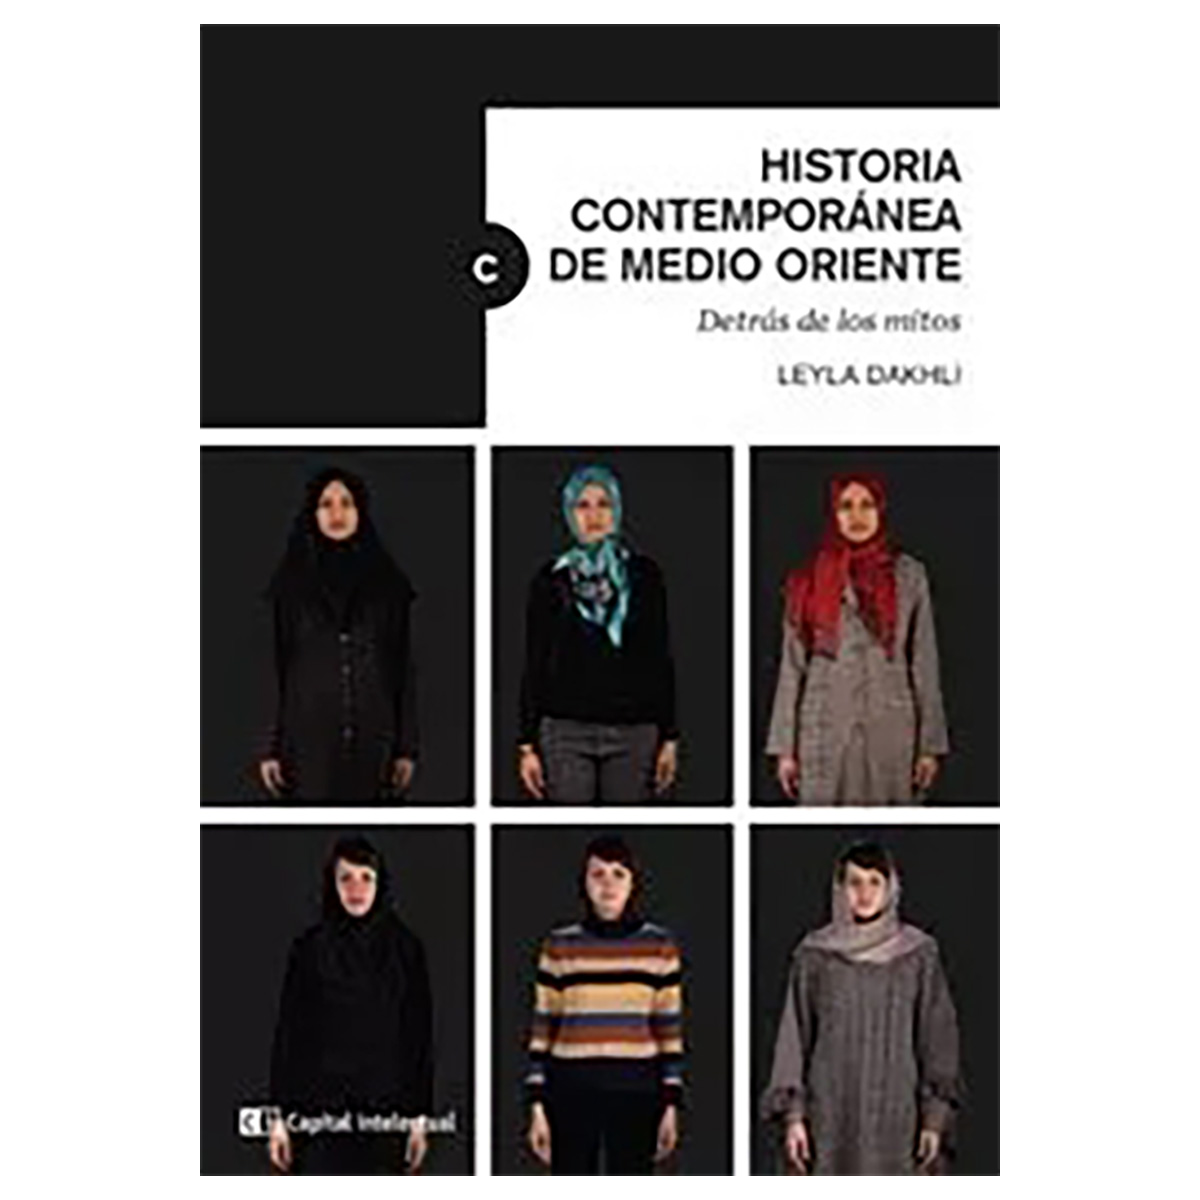 HISTORIA
CONTEMPORÁNEA
DE MEDIO ORIENTE
C
Detrás de los mitos
LEYLA DAKHLI
Capital Intelectual